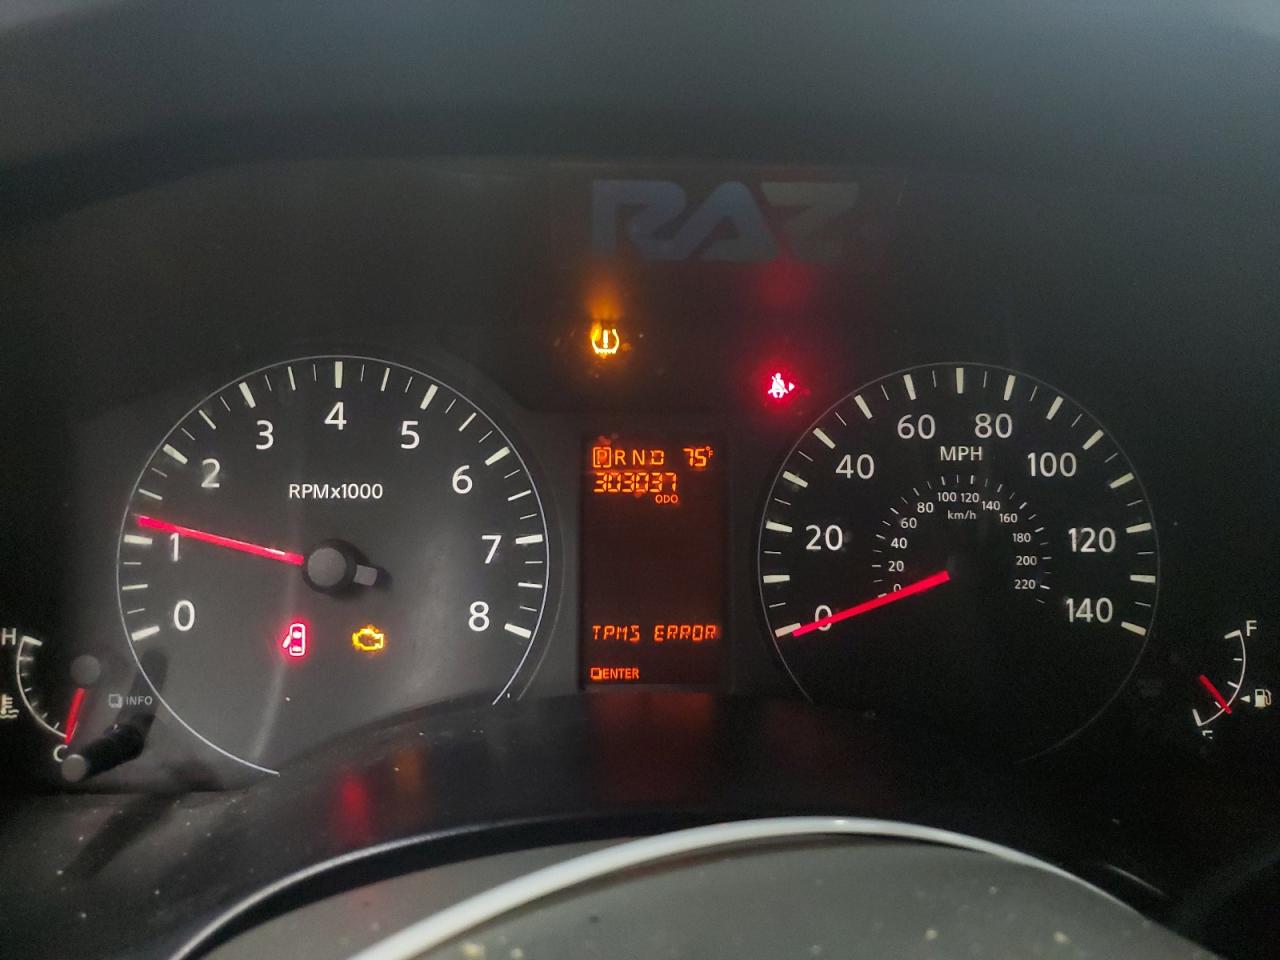 RAZ
P R N D 75°F
303037
ODO
TPMS ERROR
ENTER
0 1 2 3 4 5 6 7 8
RPMx1000
0 20 40 60 80 100 120 140
MPH
0 20 40 60 80 100 120 140 160 180 200 220
km/h
H
C
INFO
F
E